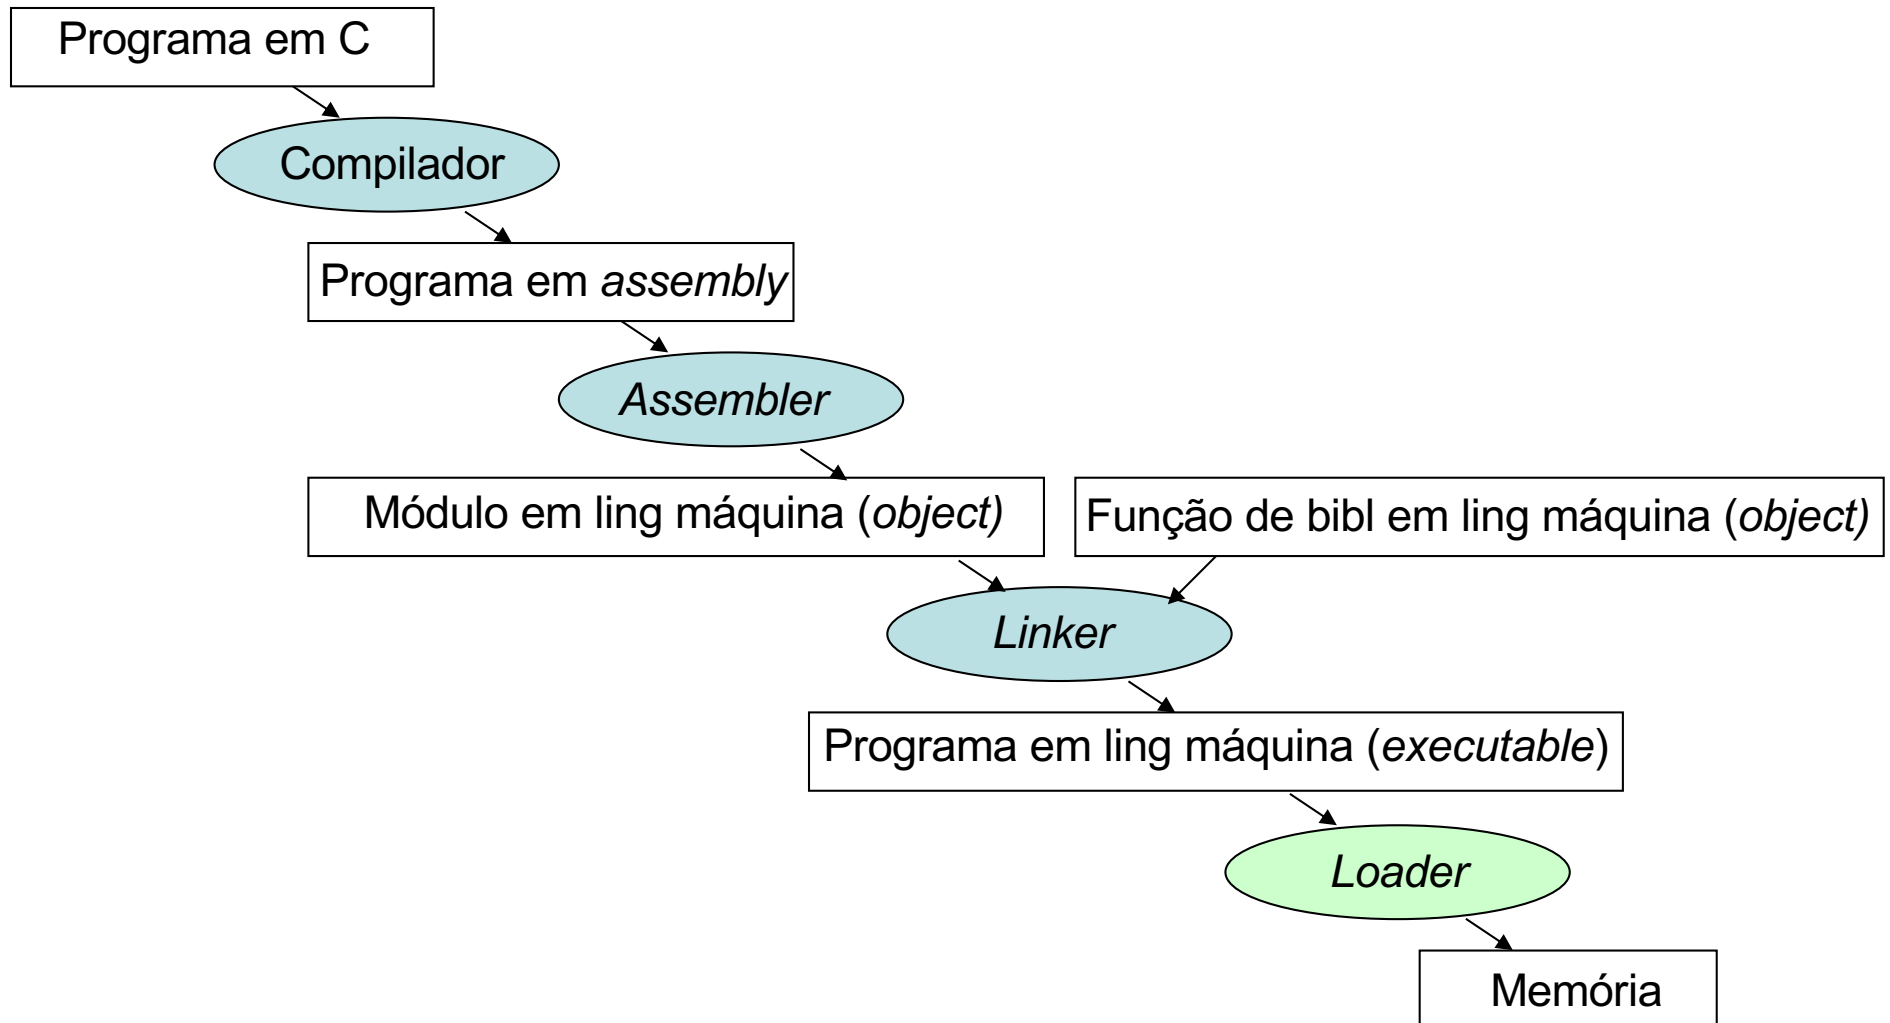 Programa em C
Compilador
Programa em assembly
Assembler
Módulo em ling máquina (object)
Função de bibl em ling máquina (object)
Linker
Programa em ling máquina (executable)
Loader
Memória